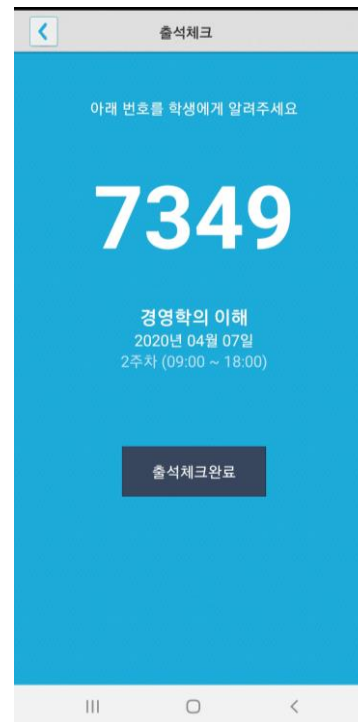 출석체크
아래 번호를 학생에게 알려주세요
7349
경영학의 이해
2020년 04월 07일
2주차 (09:00 ~ 18:00)
출석체크완료